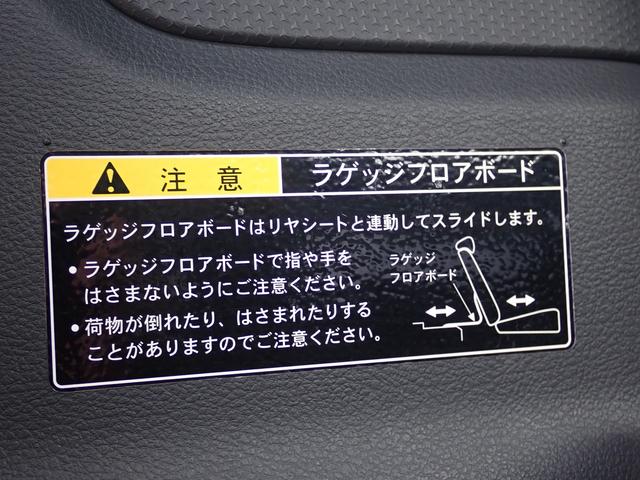 注意 ラゲッジフロアボード
ラゲッジフロアボードはリヤシートと連動してスライドします。
• ラゲッジフロアボードで指や手を
はさまないようにご注意ください。
• 荷物が倒れたり、はさまれたりする
ことがありますのでご注意ください。
ラゲッジ
フロアボード